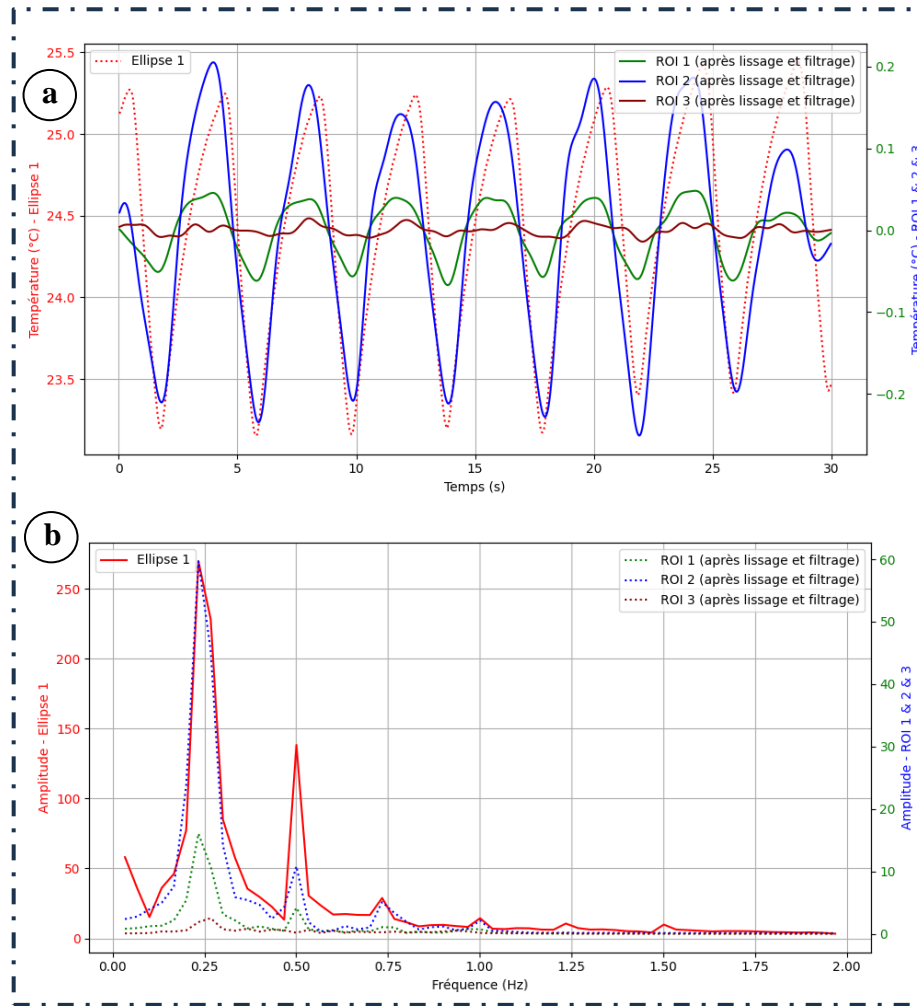 a
Ellipse 1
ROI 1 (après lissage et filtrage)
ROI 2 (après lissage et filtrage)
ROI 3 (après lissage et filtrage)
25.5
25.0
24.5
24.0
23.5
Température (°C) - Ellipse 1
0.2
0.1
0.0
−0.1
−0.2
Température (°C) - ROI 1 & 2 & 3
0
5
10
15
20
25
30
Temps (s)
b
Ellipse 1
ROI 1 (après lissage et filtrage)
ROI 2 (après lissage et filtrage)
ROI 3 (après lissage et filtrage)
250
200
150
100
50
0
Amplitude - Ellipse 1
60
50
40
30
20
10
0
Amplitude - ROI 1 & 2 & 3
0.00
0.25
0.50
0.75
1.00
1.25
1.50
1.75
2.00
Fréquence (Hz)